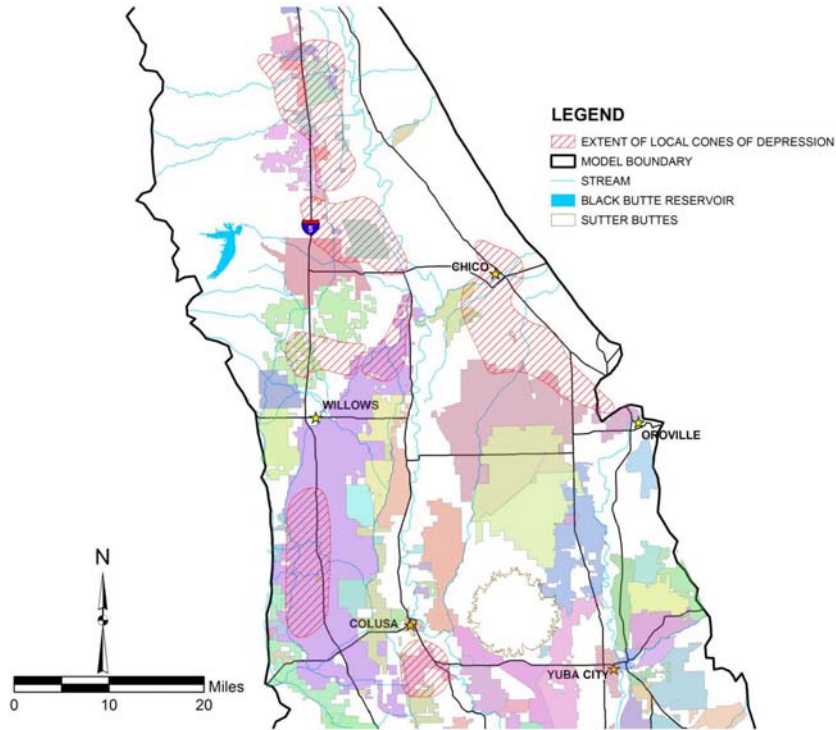 LEGEND
EXTENT OF LOCAL CONES OF DEPRESSION
MODEL BOUNDARY
STREAM
BLACK BUTTE RESERVOIR
SUTTER BUTTES
5
CHICO
WILLOWS
OROVILLE
N
COLUSA
YUBA CITY
Miles
0 10 20